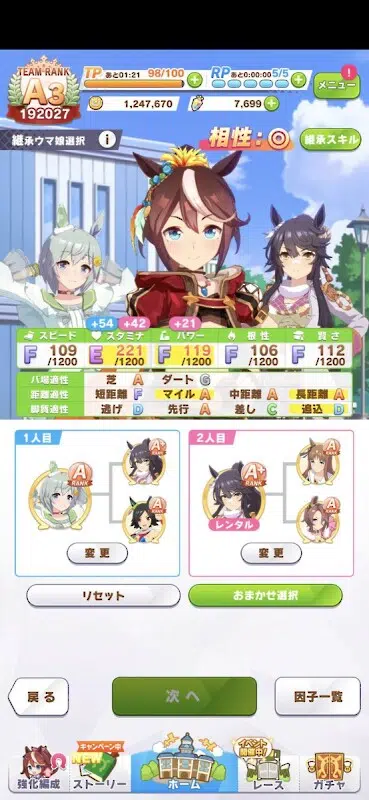 TEAM RANK
A3
192027
TP あと01:21 98/100
RP あと0:00:00 5/5
メニュー
1,247,670
7,699
継承ウマ娘選択
相性:◎
継承スキル
+54 +42 +21
スピード スタミナ パワー 根性 賢さ
F 109/1200 E 221/1200 F 119/1200 F 106/1200 F 112/1200
バ場適性 芝 A ダート G
距離適性 短距離 F マイル A 中距離 A 長距離 A
脚質適性 逃げ D 先行 A 差し C 追込 D
1人目
2人目
A RANK
A+ RANK
A RANK
A+ RANK
A RANK
A RANK
レンタル
変更
変更
リセット
おまかせ選択
戻る
次へ
因子一覧
キャンペーン中
NEW
イベント開催中!
強化編成
ストーリー
ホーム
レース
ガチャ